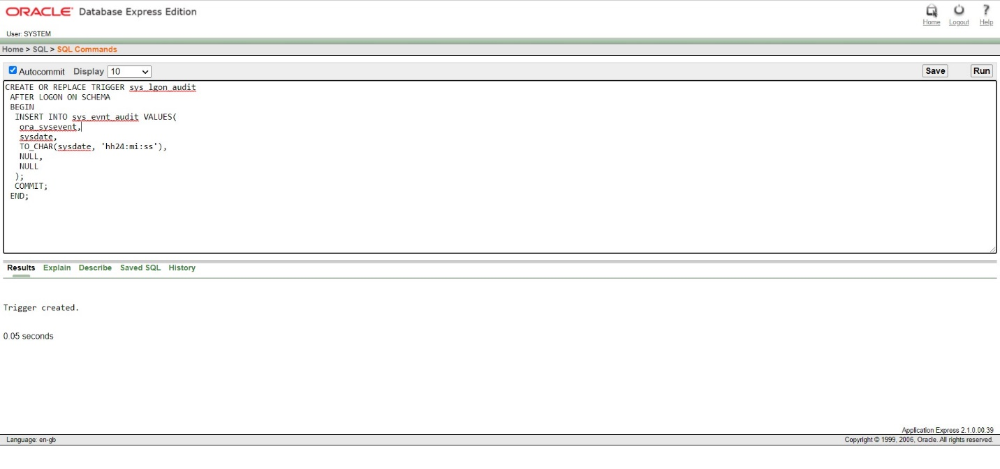 ORACLE® Database Express Edition
Home Logout Help
User: SYSTEM
Home > SQL > SQL Commands
Autocommit Display 10 Save Run
CREATE OR REPLACE TRIGGER sys_lgon_audit
AFTER LOGON ON SCHEMA
BEGIN
INSERT INTO sys_evnt_audit VALUES(
ora_sysevent,
sysdate,
TO_CHAR(sysdate, 'hh24:mi:ss'),
NULL,
NULL
);
COMMIT;
END;
Results Explain Describe Saved SQL History
Trigger created.
0.05 seconds
Application Express 2.1.0.00.39
Language: en-gb Copyright © 1999, 2006, Oracle. All rights reserved.